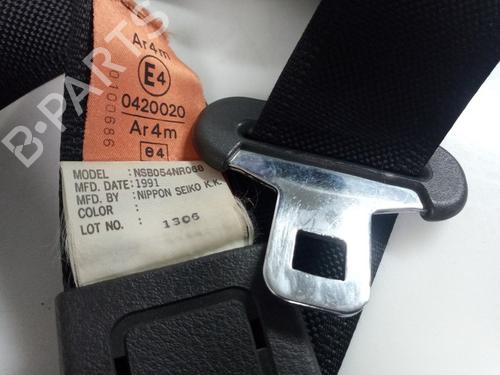 Ar4m
E4
0420020
Ar4m
e4
0100686
MODEL : NSB054NR068
MFD. DATE: 1991
MFD. BY : NIPPON SEIKO K.K.
COLOR :
LOT NO. : 1306
B-PARTS